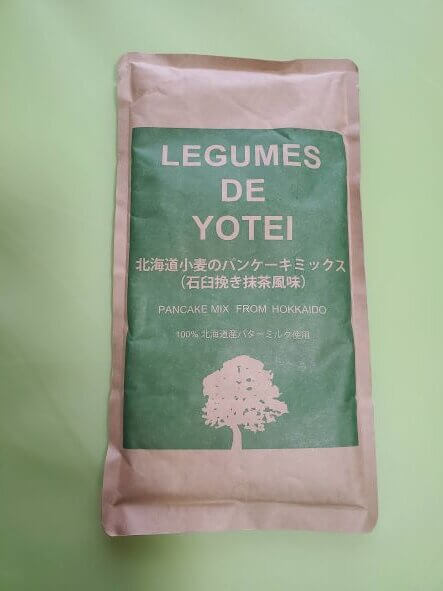 LEGUMES
DE
YOTEI
北海道小麦のパンケーキミックス
（石臼挽き抹茶風味）
PANCAKE MIX FROM HOKKAIDO
100% 北海道産バターミルク使用